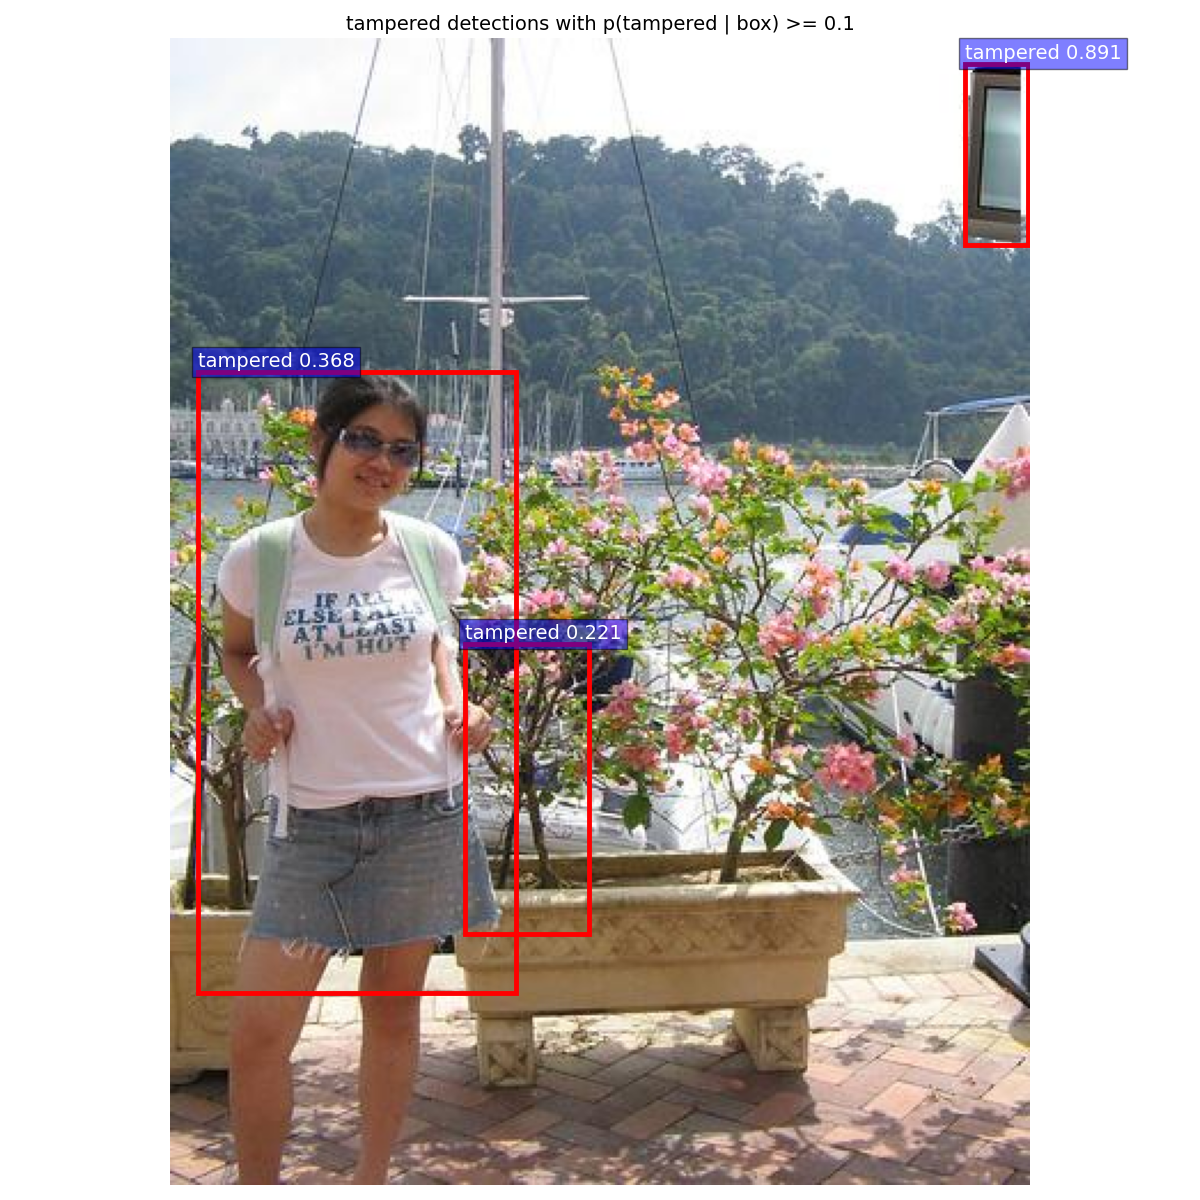 tampered detections with p(tampered | box) >= 0.1
tampered 0.891
tampered 0.368
IF ALL
ELSE FAILS
AT LEAST
I'M HOT
tampered 0.221